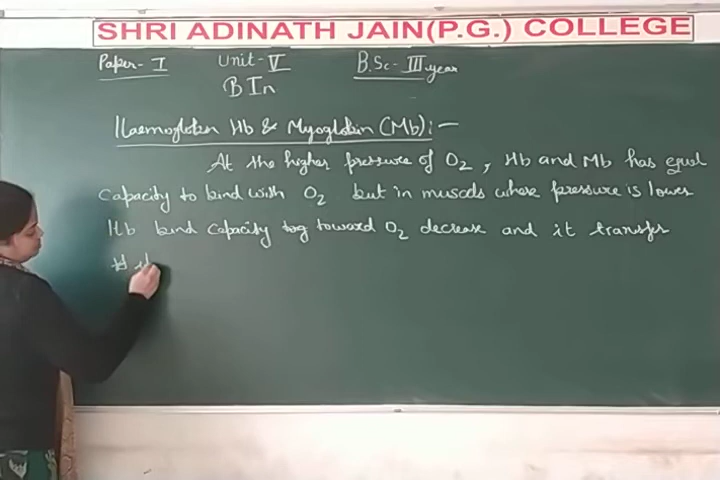 SHRI ADINATH JAIN(P.G.) COLLEGE
Paper-I Unit-V B.Sc-III year
B In
Haemoglobin Hb & Myoglobin (Mb):-
At the higher pressure of O2, Hb and Mb has equal
capacity to bind with O2 but in muscels where pressure is lower
Hb bind capacity toward O2 decrease and it transfer